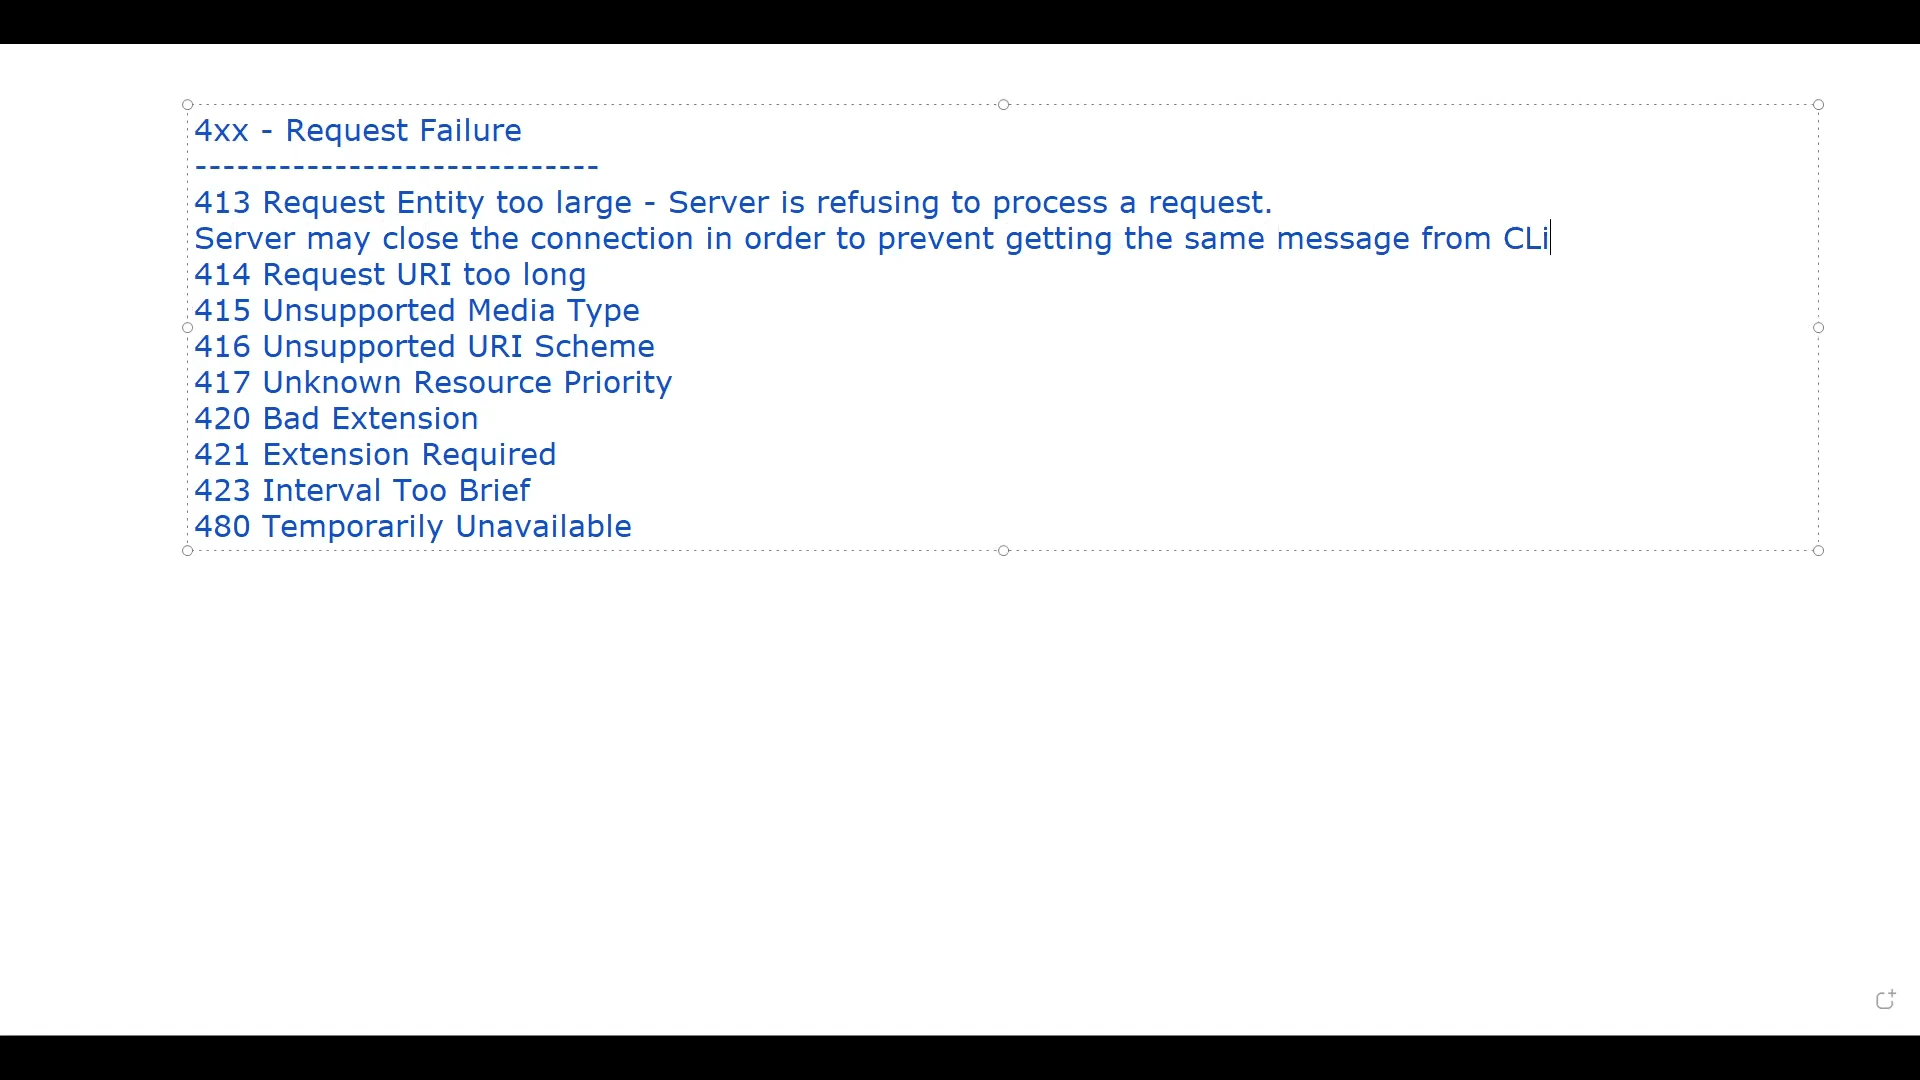 4xx - Request Failure
-----------------------------
413 Request Entity too large - Server is refusing to process a request.
Server may close the connection in order to prevent getting the same message from CLi
414 Request URI too long
415 Unsupported Media Type
416 Unsupported URI Scheme
417 Unknown Resource Priority
420 Bad Extension
421 Extension Required
423 Interval Too Brief
480 Temporarily Unavailable